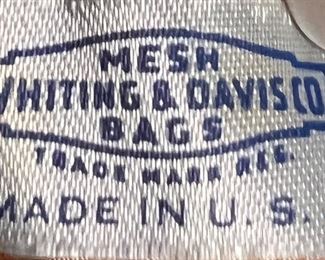 MESH
WHITING & DAVIS CO
BAGS
TRADE MARK REG.
MADE IN U.S.